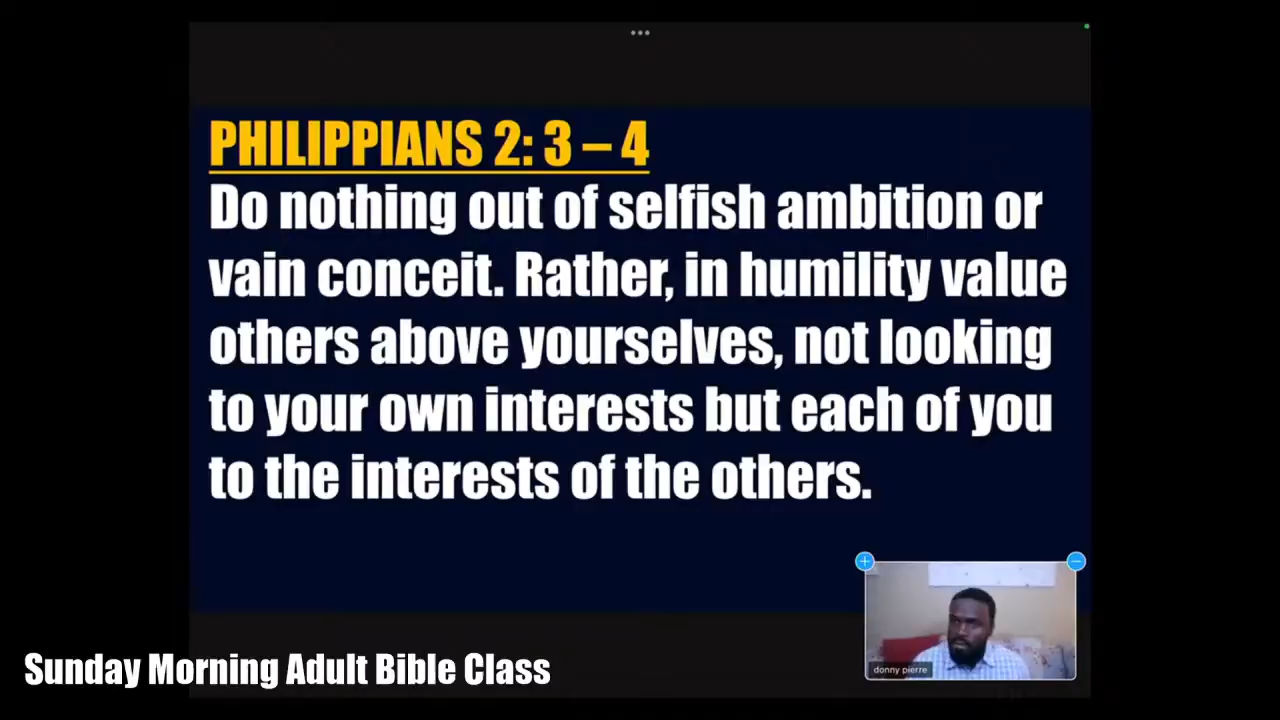 PHILIPPIANS 2: 3 – 4
Do nothing out of selfish ambition or
vain conceit. Rather, in humility value
others above yourselves, not looking
to your own interests but each of you
to the interests of the others.
donny pierre
Sunday Morning Adult Bible Class